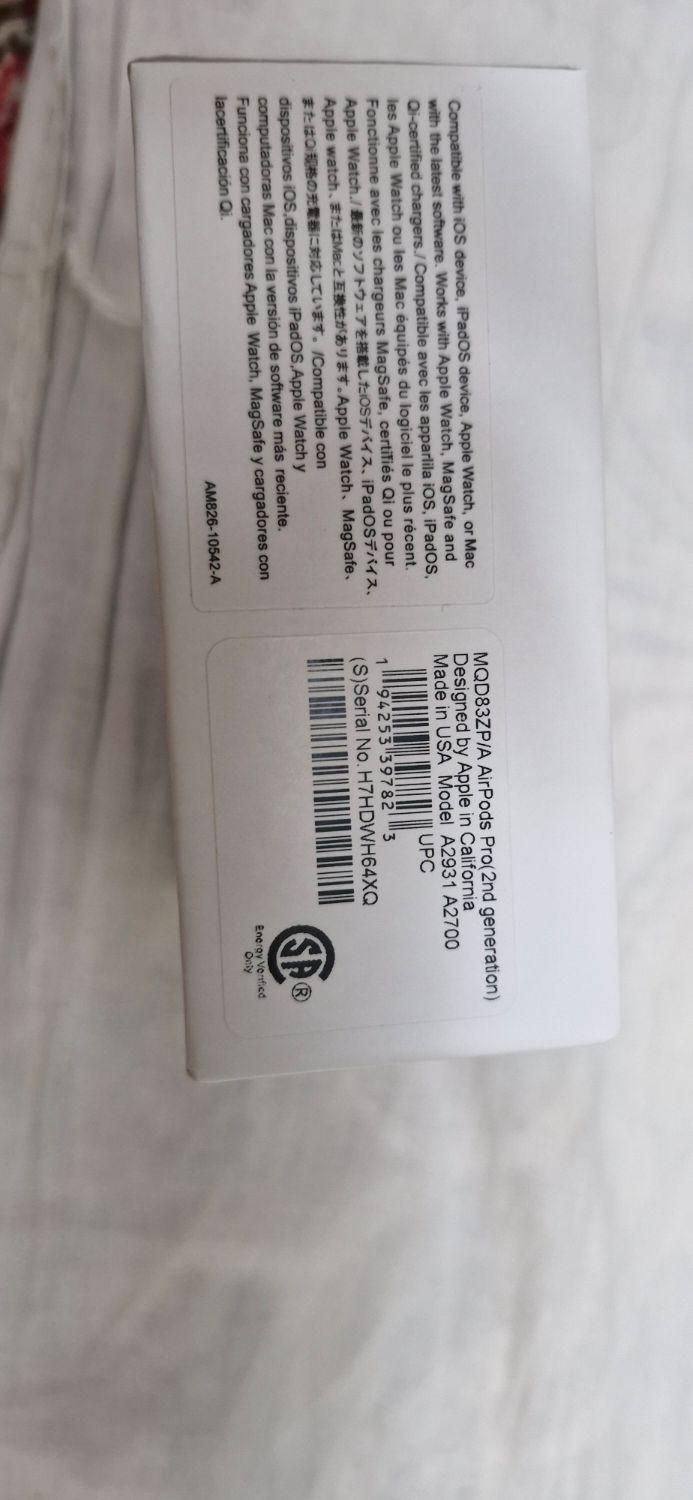 Compatible with iOS device, iPadOS device, Apple Watch, or Mac
with the latest software. Works with Apple Watch, MagSafe and
Qi-certified chargers./ Compatible avec les apparlila iOS, iPadOS,
les Apple Watch ou les Mac équipés du logiciel le plus récent.
Fonctionne avec les chargeurs MagSafe, certifiés Qi ou pour
Apple Watch./ 最新のソフトウェアを搭載したiOSデバイス、iPadOSデバイス、
Apple watch、またはMacと互換性があります。Apple Watch、MagSafe、
またはQi規格の充電器に対応しています。/Compatible con
dispositivos iOS,dispositivos iPadOS,Apple Watch y
computadoras Mac con la versión de software más reciente.
Funciona con cargadores Apple Watch, MagSafe y cargadores con
lacertificación Qi.
AM826-10542-A
MQD83ZP/A AirPods Pro(2nd generation)
Designed by Apple in California
Made in USA Model A2931 A2700
UPC
1 94253 39782 3
(S)Serial No. H7HDWH64XQ
SA ®
Energy Verified
Only